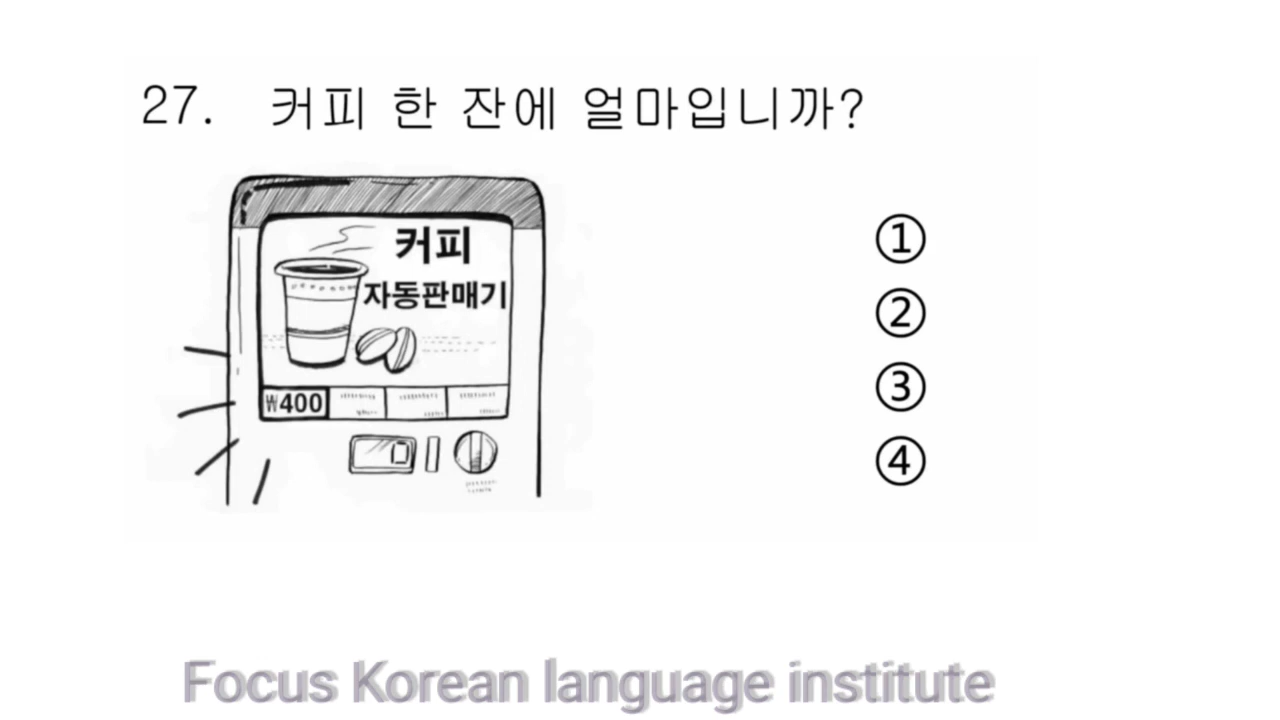 27. 커피 한 잔에 얼마입니까?
커피
자동판매기
₩400
①
②
③
④
Focus Korean language institute